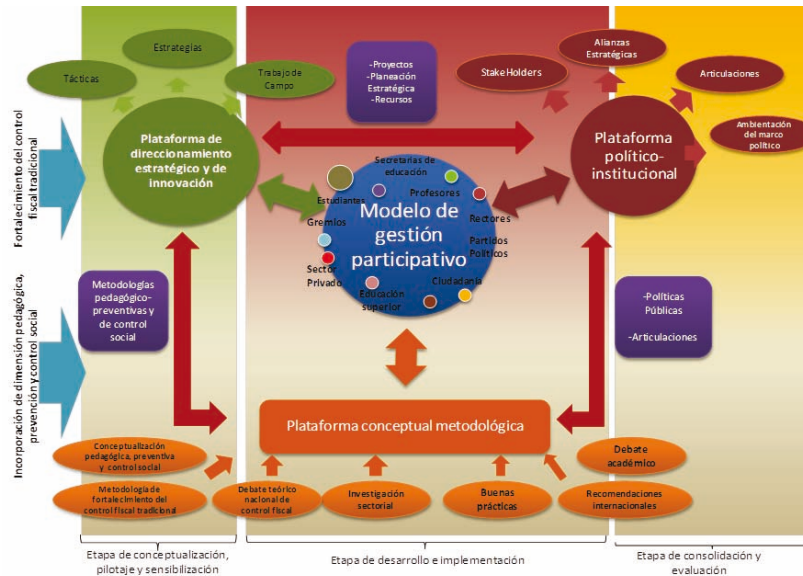 Estrategias
Tácticas
Trabajo de
Campo
-Proyectos
-Planeación
Estratégica
-Recursos
StakeHolders
Alianzas
Estratégicas
Articulaciones
Ambientación
del marco
político
Plataforma de
direccionamiento
estratégico y de
innovación
Plataforma
político-
institucional
Fortalecimiento del control
fiscal tradicional
Secretarias de
educación
Profesores
Estudiantes
Rectores
Gremios
Modelo de
gestión
participativo
Partidos
Políticos
Sector
Privado
Ciudadanía
Educación
superior
Metodologías
pedagógico-
preventivas y
de control
social
-Políticas
Públicas
-Articulaciones
Incorporación de dimensión pedagógica,
prevención y control social
Plataforma conceptual metodológica
Conceptualización
pedagógica, preventiva
y control social
Metodología de
fortalecimiento del
control fiscal tradicional
Debate teórico
nacional de
control fiscal
Investigación
sectorial
Buenas
prácticas
Debate
académico
Recomendaciones
internacionales
Etapa de conceptualización,
pilotaje y sensibilización
Etapa de desarrollo e implementación
Etapa de consolidación y
evaluación